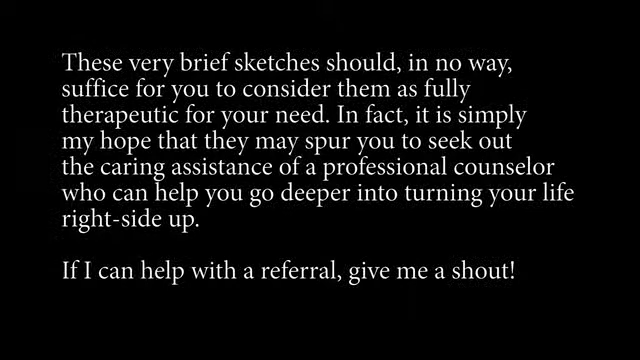 These very brief sketches should, in no way,
suffice for you to consider them as fully
therapeutic for your need. In fact, it is simply
my hope that they may spur you to seek out
the caring assistance of a professional counselor
who can help you go deeper into turning your life
right-side up.
If I can help with a referral, give me a shout!